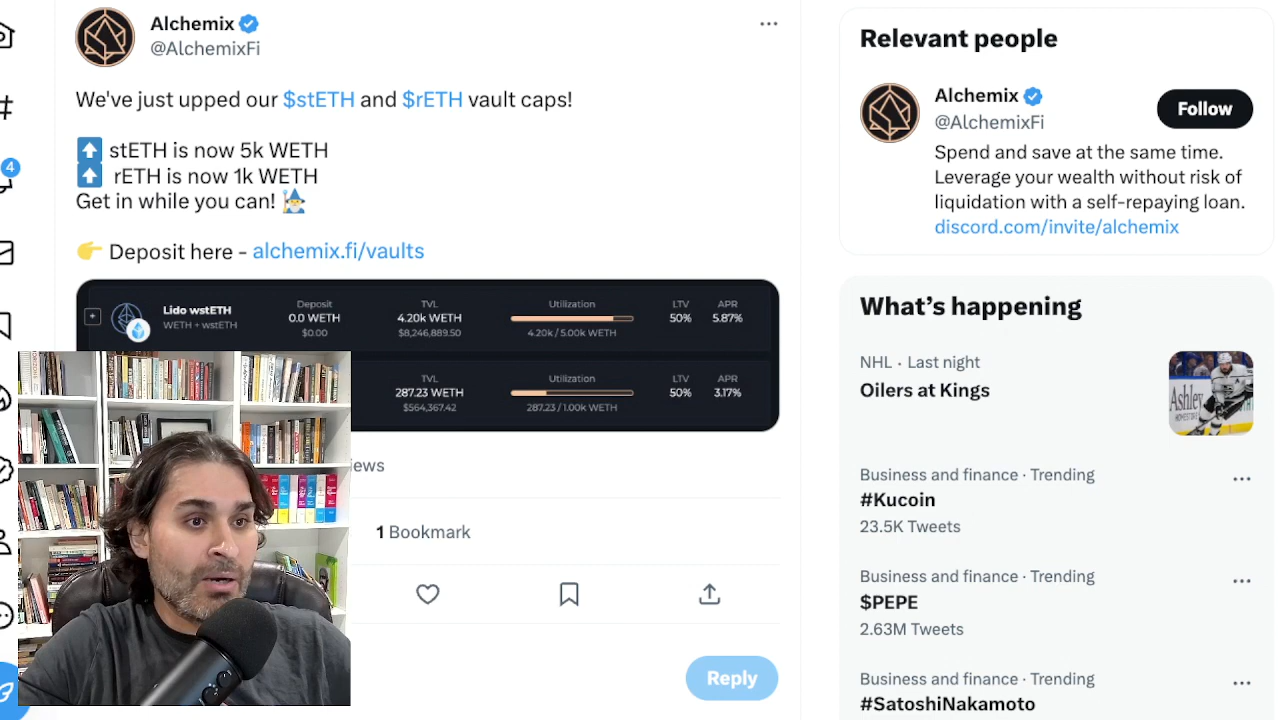 Alchemix
@AlchemixFi
We've just upped our $stETH and $rETH vault caps!
stETH is now 5k WETH
rETH is now 1k WETH
Get in while you can!
Deposit here - alchemix.fi/vaults
Lido wstETH
WETH + wstETH
Deposit
0.0 WETH
$0.00
TVL
4.20k WETH
$8,246,889.50
Utilization
4.20k / 5.00k WETH
LTV
50%
APR
5.87%
TVL
287.23 WETH
$564,367.42
Utilization
287.23 / 1.00k WETH
LTV
50%
APR
3.17%
iews
1 Bookmark
Reply
4
Relevant people
Alchemix
@AlchemixFi
Follow
Spend and save at the same time.
Leverage your wealth without risk of
liquidation with a self-repaying loan.
discord.com/invite/alchemix
What's happening
NHL · Last night
Oilers at Kings
Ashley
Business and finance · Trending
#Kucoin
23.5K Tweets
Business and finance · Trending
$PEPE
2.63M Tweets
Business and finance · Trending
#SatoshiNakamoto